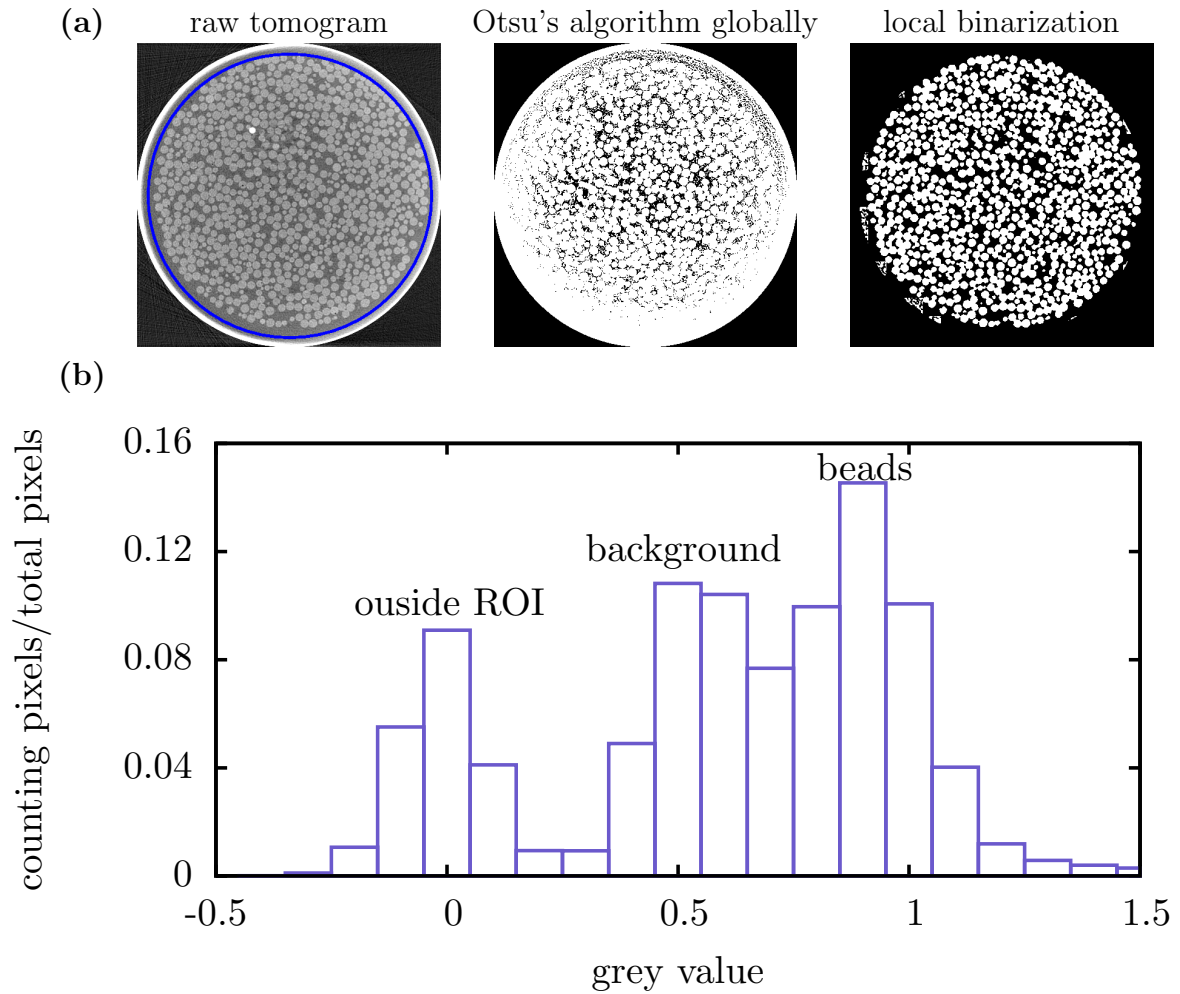 (a)
raw tomogram
Otsu's algorithm globally
local binarization
(b)
counting pixels/total pixels
0.16
0.12
0.08
0.04
0
beads
background
ouside ROI
-0.5
0
0.5
1
1.5
grey value